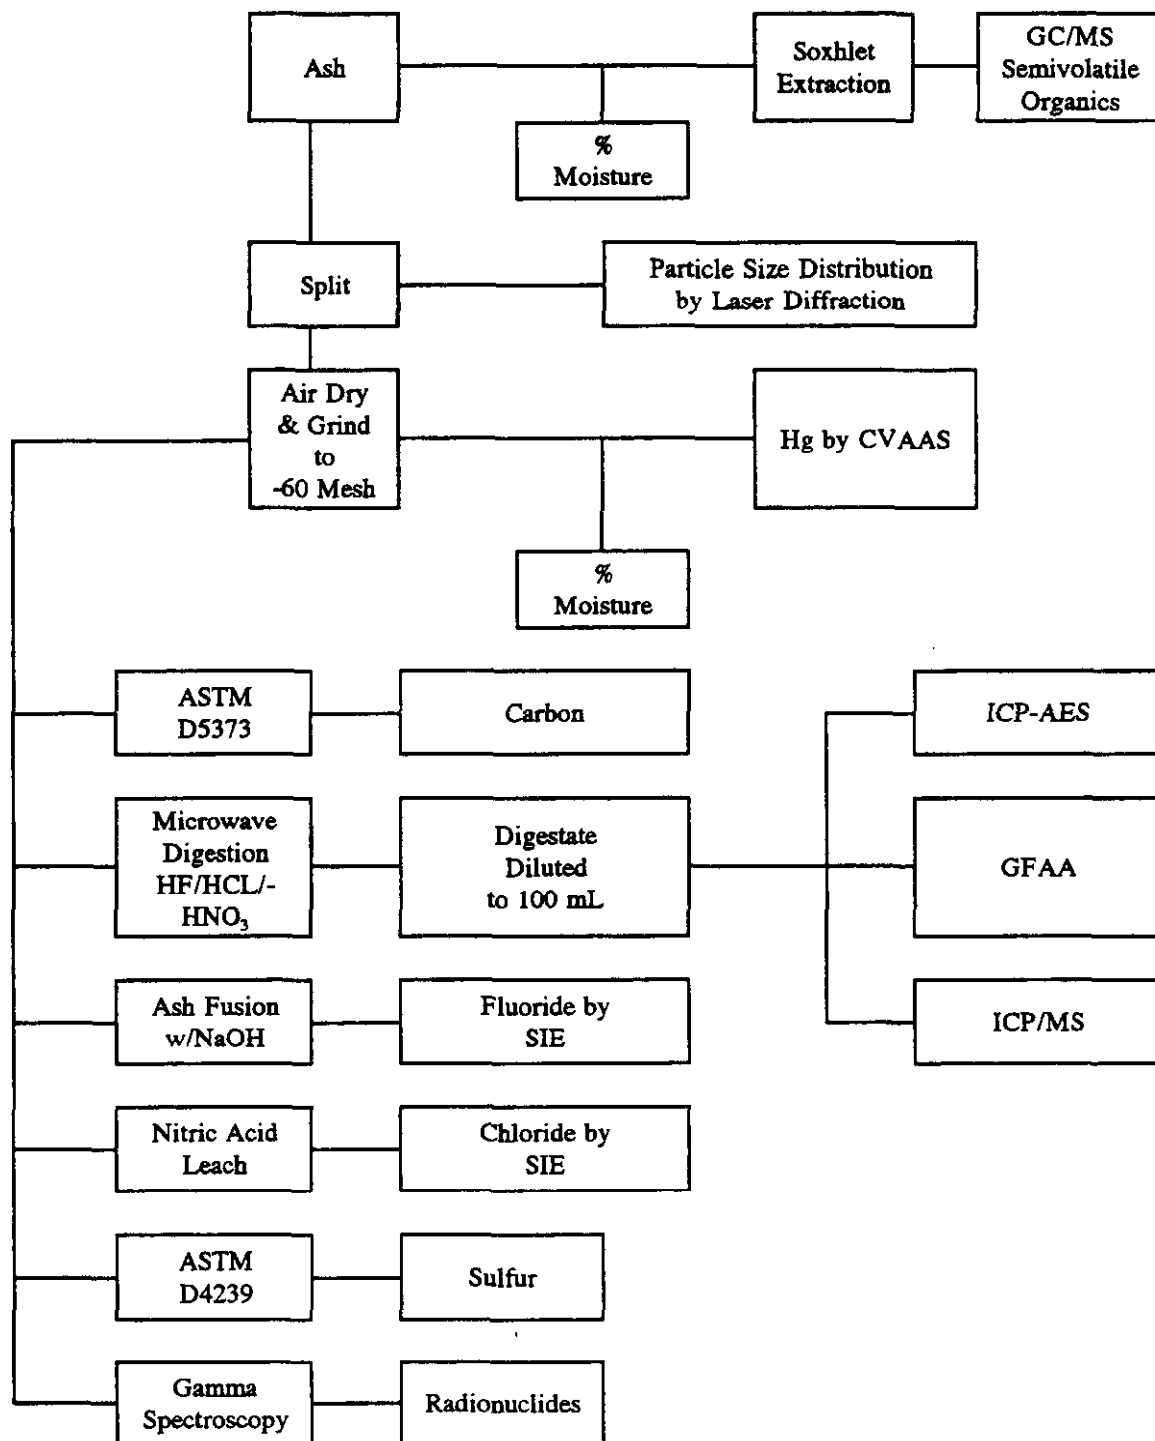 Ash
Soxhlet
Extraction
GC/MS
Semivolatile
Organics
%
Moisture
Split
Particle Size Distribution
by Laser Diffraction
Air Dry
& Grind
to
-60 Mesh
Hg by CVAAS
%
Moisture
ASTM
D5373
Carbon
ICP-AES
Microwave
Digestion
HF/HCL/-
HNO₃
Digestate
Diluted
to 100 mL
GFAA
Ash Fusion
w/NaOH
Fluoride by
SIE
ICP/MS
Nitric Acid
Leach
Chloride by
SIE
ASTM
D4239
Sulfur
Gamma
Spectroscopy
Radionuclides